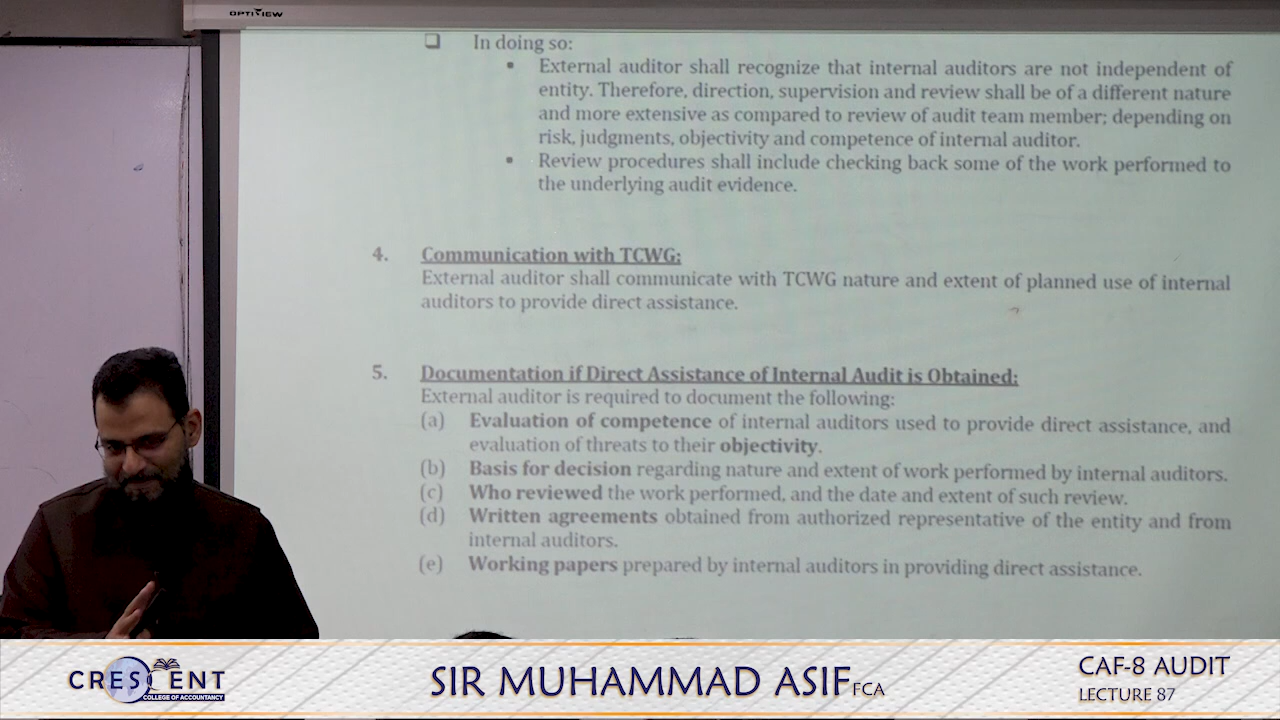 OPTIVIEW
❑ In doing so:
▪ External auditor shall recognize that internal auditors are not independent of
entity. Therefore, direction, supervision and review shall be of a different nature
and more extensive as compared to review of audit team member; depending on
risk, judgments, objectivity and competence of internal auditor.
▪ Review procedures shall include checking back some of the work performed to
the underlying audit evidence.
4. Communication with TCWG:
External auditor shall communicate with TCWG nature and extent of planned use of internal
auditors to provide direct assistance.
5. Documentation if Direct Assistance of Internal Audit is Obtained:
External auditor is required to document the following:
(a) Evaluation of competence of internal auditors used to provide direct assistance, and
evaluation of threats to their objectivity.
(b) Basis for decision regarding nature and extent of work performed by internal auditors.
(c) Who reviewed the work performed, and the date and extent of such review.
(d) Written agreements obtained from authorized representative of the entity and from
internal auditors.
(e) Working papers prepared by internal auditors in providing direct assistance.
CRESCENT
COLLEGE OF ACCOUNTANCY
SIR MUHAMMAD ASIF FCA
CAF-8 AUDIT
LECTURE 87